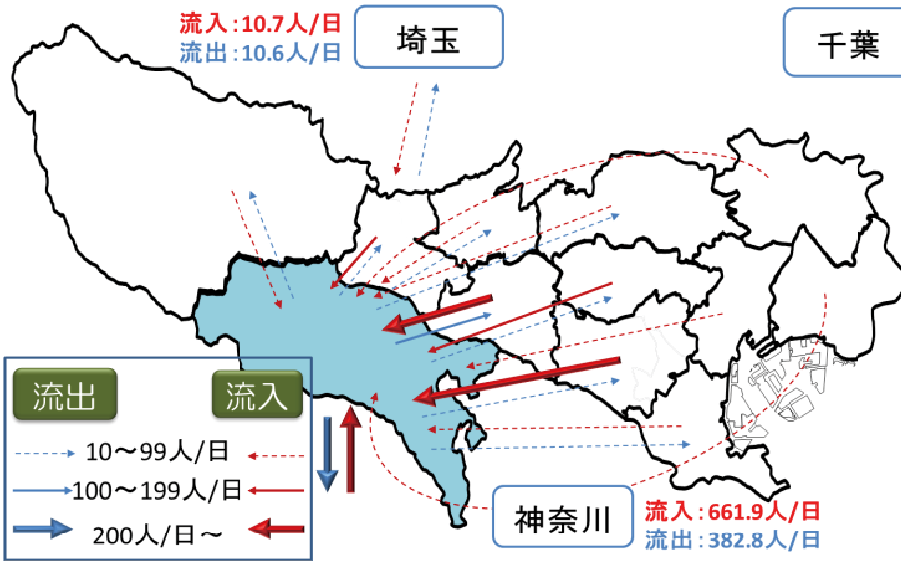 流入:10.7人/日
流出:10.6人/日
埼玉
千葉
流出
流入
10～99人/日
100～199人/日
200人/日～
神奈川
流入:661.9人/日
流出:382.8人/日